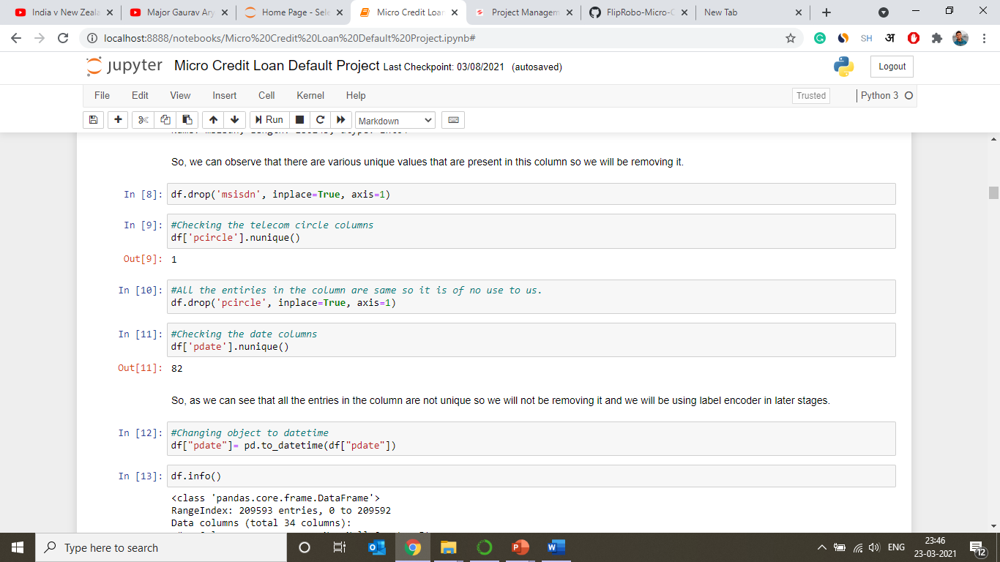 India v New Zeala
Major Gaurav Ary
Home Page - Sele
Micro Credit Loan
Project Managem
FlipRobo-Micro-C
New Tab
localhost:8888/notebooks/Micro%20Credit%20Loan%20Default%20Project.ipynb#
SH
अ
jupyter Micro Credit Loan Default Project Last Checkpoint: 03/08/2021 (autosaved)
Logout
File Edit View Insert Cell Kernel Help
Trusted
Python 3
Run
Markdown
So, we can observe that there are various unique values that are present in this column so we will be removing it.
In [8]: df.drop('msisdn', inplace=True, axis=1)
In [9]: #Checking the telecom circle columns
df['pcircle'].nunique()
Out[9]: 1
In [10]: #All the entiries in the column are same so it is of no use to us.
df.drop('pcircle', inplace=True, axis=1)
In [11]: #Checking the date columns
df['pdate'].nunique()
Out[11]: 82
So, as we can see that all the entries in the column are not unique so we will not be removing it and we will be using label encoder in later stages.
In [12]: #Changing object to datetime
df["pdate"]= pd.to_datetime(df["pdate"])
In [13]: df.info()
<class 'pandas.core.frame.DataFrame'>
RangeIndex: 209593 entries, 0 to 209592
Data columns (total 34 columns):
Type here to search
ENG
23:46
23-03-2021
12